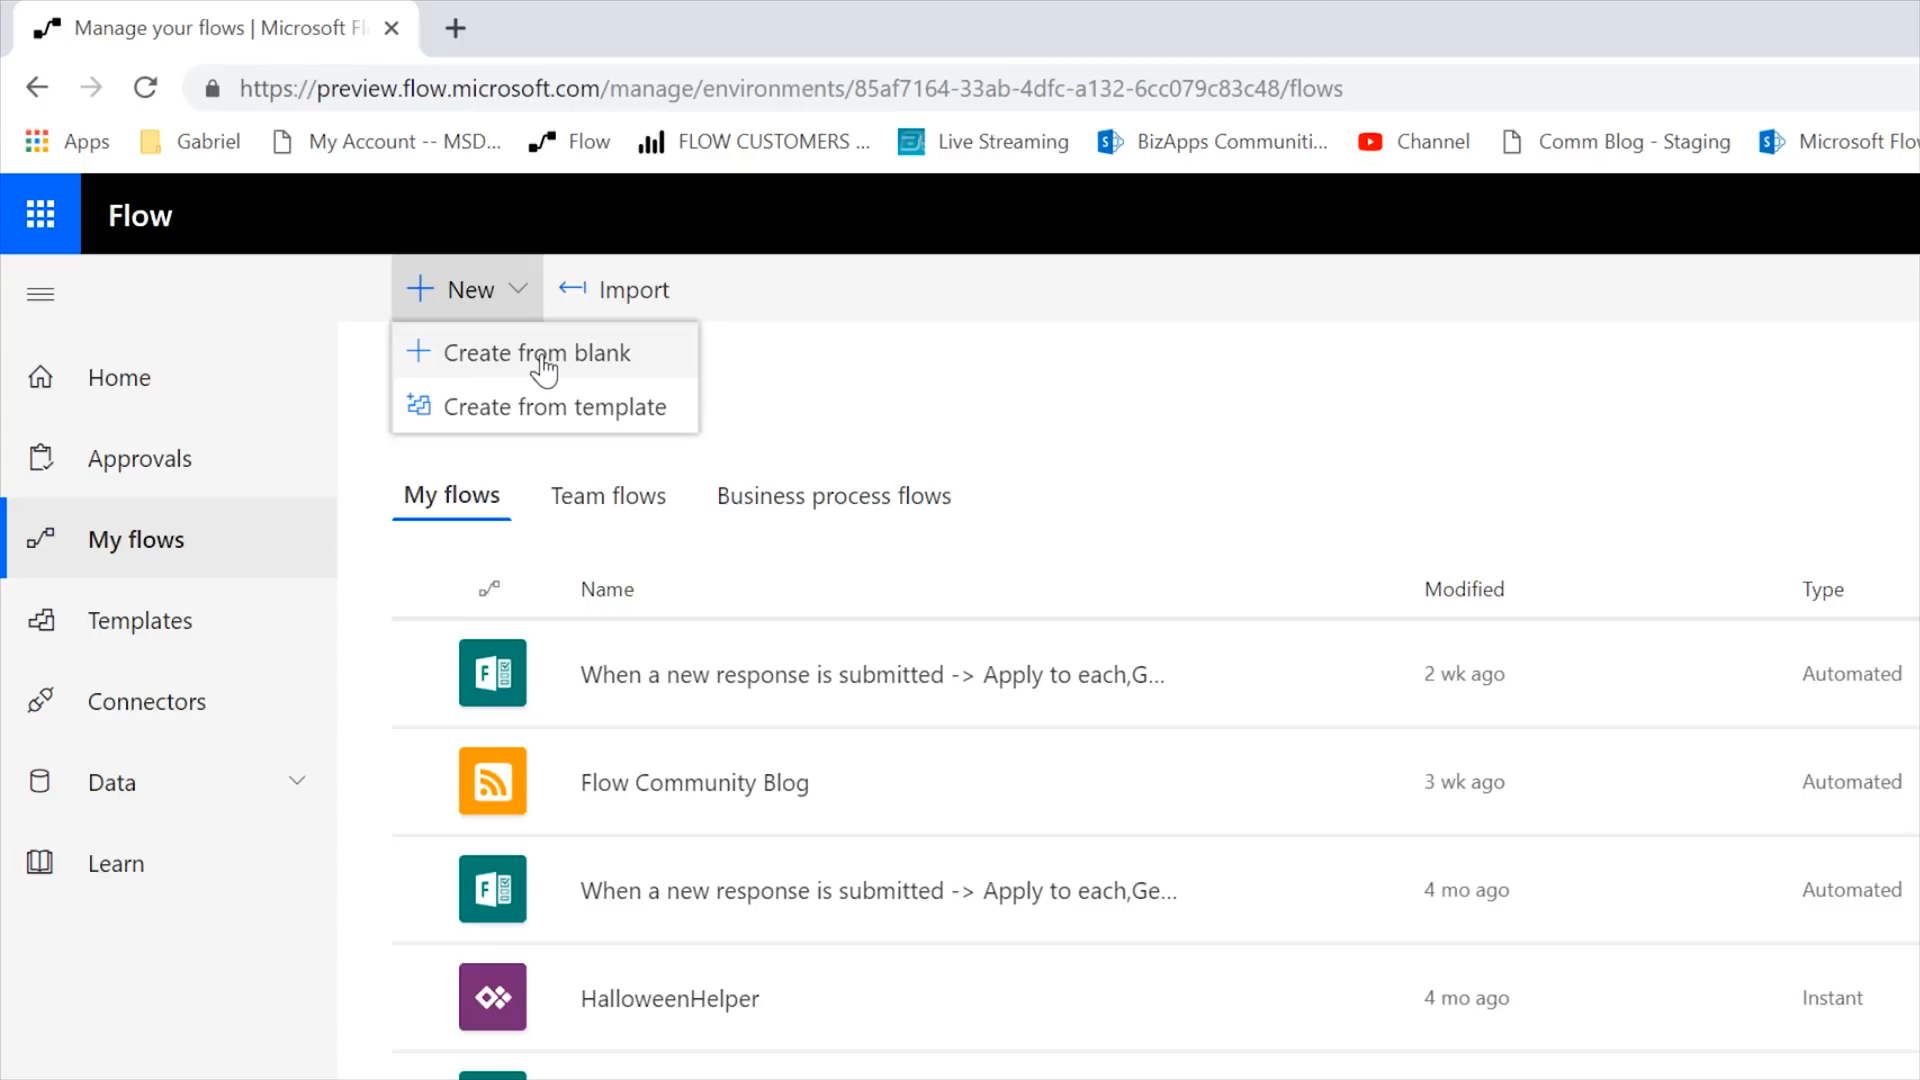 Manage your flows | Microsoft Fl
https://preview.flow.microsoft.com/manage/environments/85af7164-33ab-4dfc-a132-6cc079c83c48/flows
Apps Gabriel My Account -- MSD... Flow FLOW CUSTOMERS ... Live Streaming BizApps Communiti... Channel Comm Blog - Staging Microsoft Flow
Flow
New Import
Create from blank
Create from template
Home
Approvals
My flows
Templates
Connectors
Data
Learn
My flows Team flows Business process flows
Name Modified Type
When a new response is submitted -> Apply to each,G... 2 wk ago Automated
Flow Community Blog 3 wk ago Automated
When a new response is submitted -> Apply to each,Ge... 4 mo ago Automated
HalloweenHelper 4 mo ago Instant